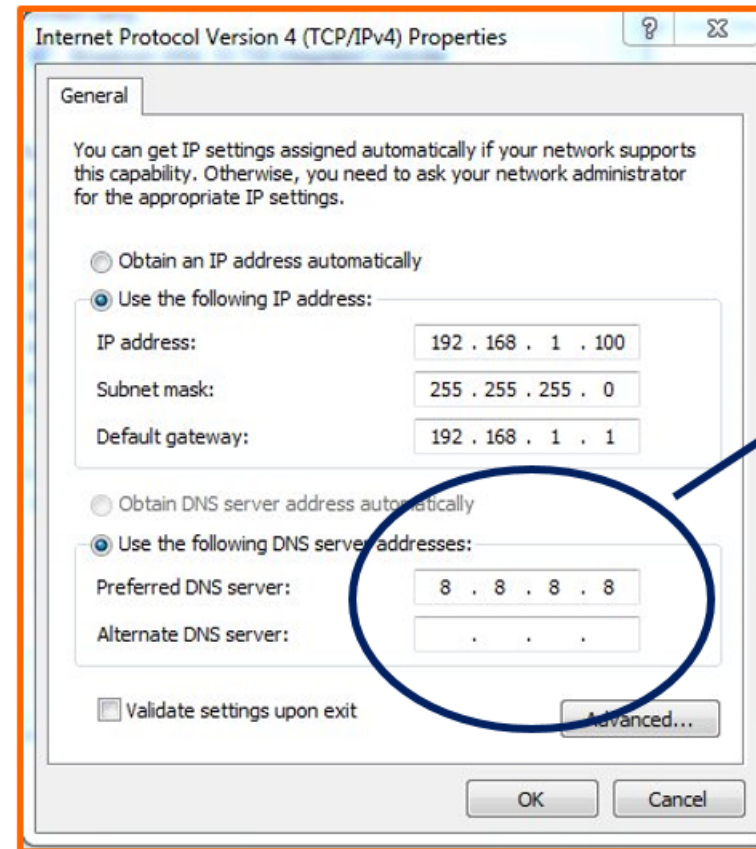 Internet Protocol Version 4 (TCP/IPv4) Properties
General
You can get IP settings assigned automatically if your network supports
this capability. Otherwise, you need to ask your network administrator
for the appropriate IP settings.
Obtain an IP address automatically
Use the following IP address:
IP address: 192 . 168 . 1 . 100
Subnet mask: 255 . 255 . 255 . 0
Default gateway: 192 . 168 . 1 . 1
Obtain DNS server address automatically
Use the following DNS server addresses:
Preferred DNS server: 8 . 8 . 8 . 8
Alternate DNS server: . . .
Validate settings upon exit
Advanced...
OK Cancel